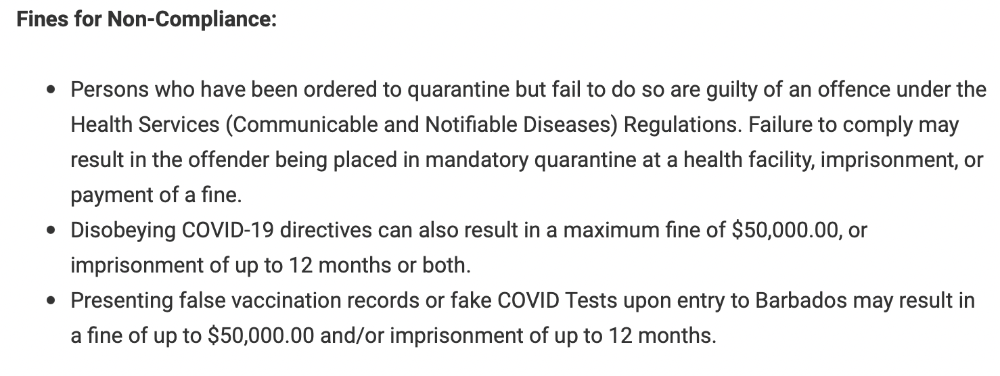 Fines for Non-Compliance:
• Persons who have been ordered to quarantine but fail to do so are guilty of an offence under the
Health Services (Communicable and Notifiable Diseases) Regulations. Failure to comply may
result in the offender being placed in mandatory quarantine at a health facility, imprisonment, or
payment of a fine.
• Disobeying COVID-19 directives can also result in a maximum fine of $50,000.00, or
imprisonment of up to 12 months or both.
• Presenting false vaccination records or fake COVID Tests upon entry to Barbados may result in
a fine of up to $50,000.00 and/or imprisonment of up to 12 months.